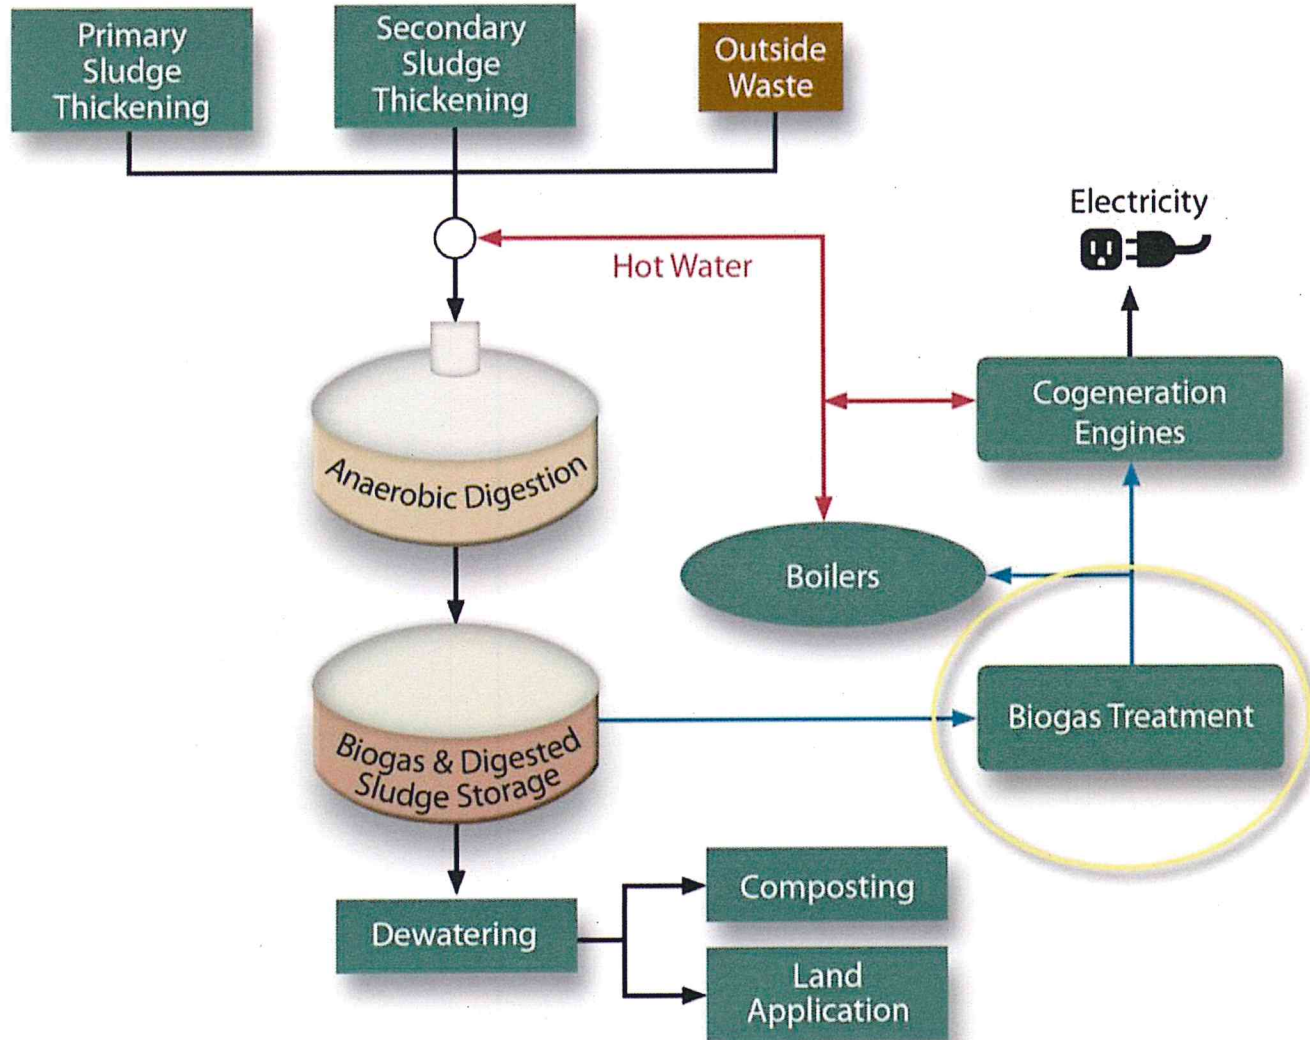 Primary
Sludge
Thickening
Secondary
Sludge
Thickening
Outside
Waste
Electricity
Hot Water
Cogeneration
Engines
Anaerobic Digestion
Boilers
Biogas Treatment
Biogas & Digested
Sludge Storage
Composting
Dewatering
Land
Application